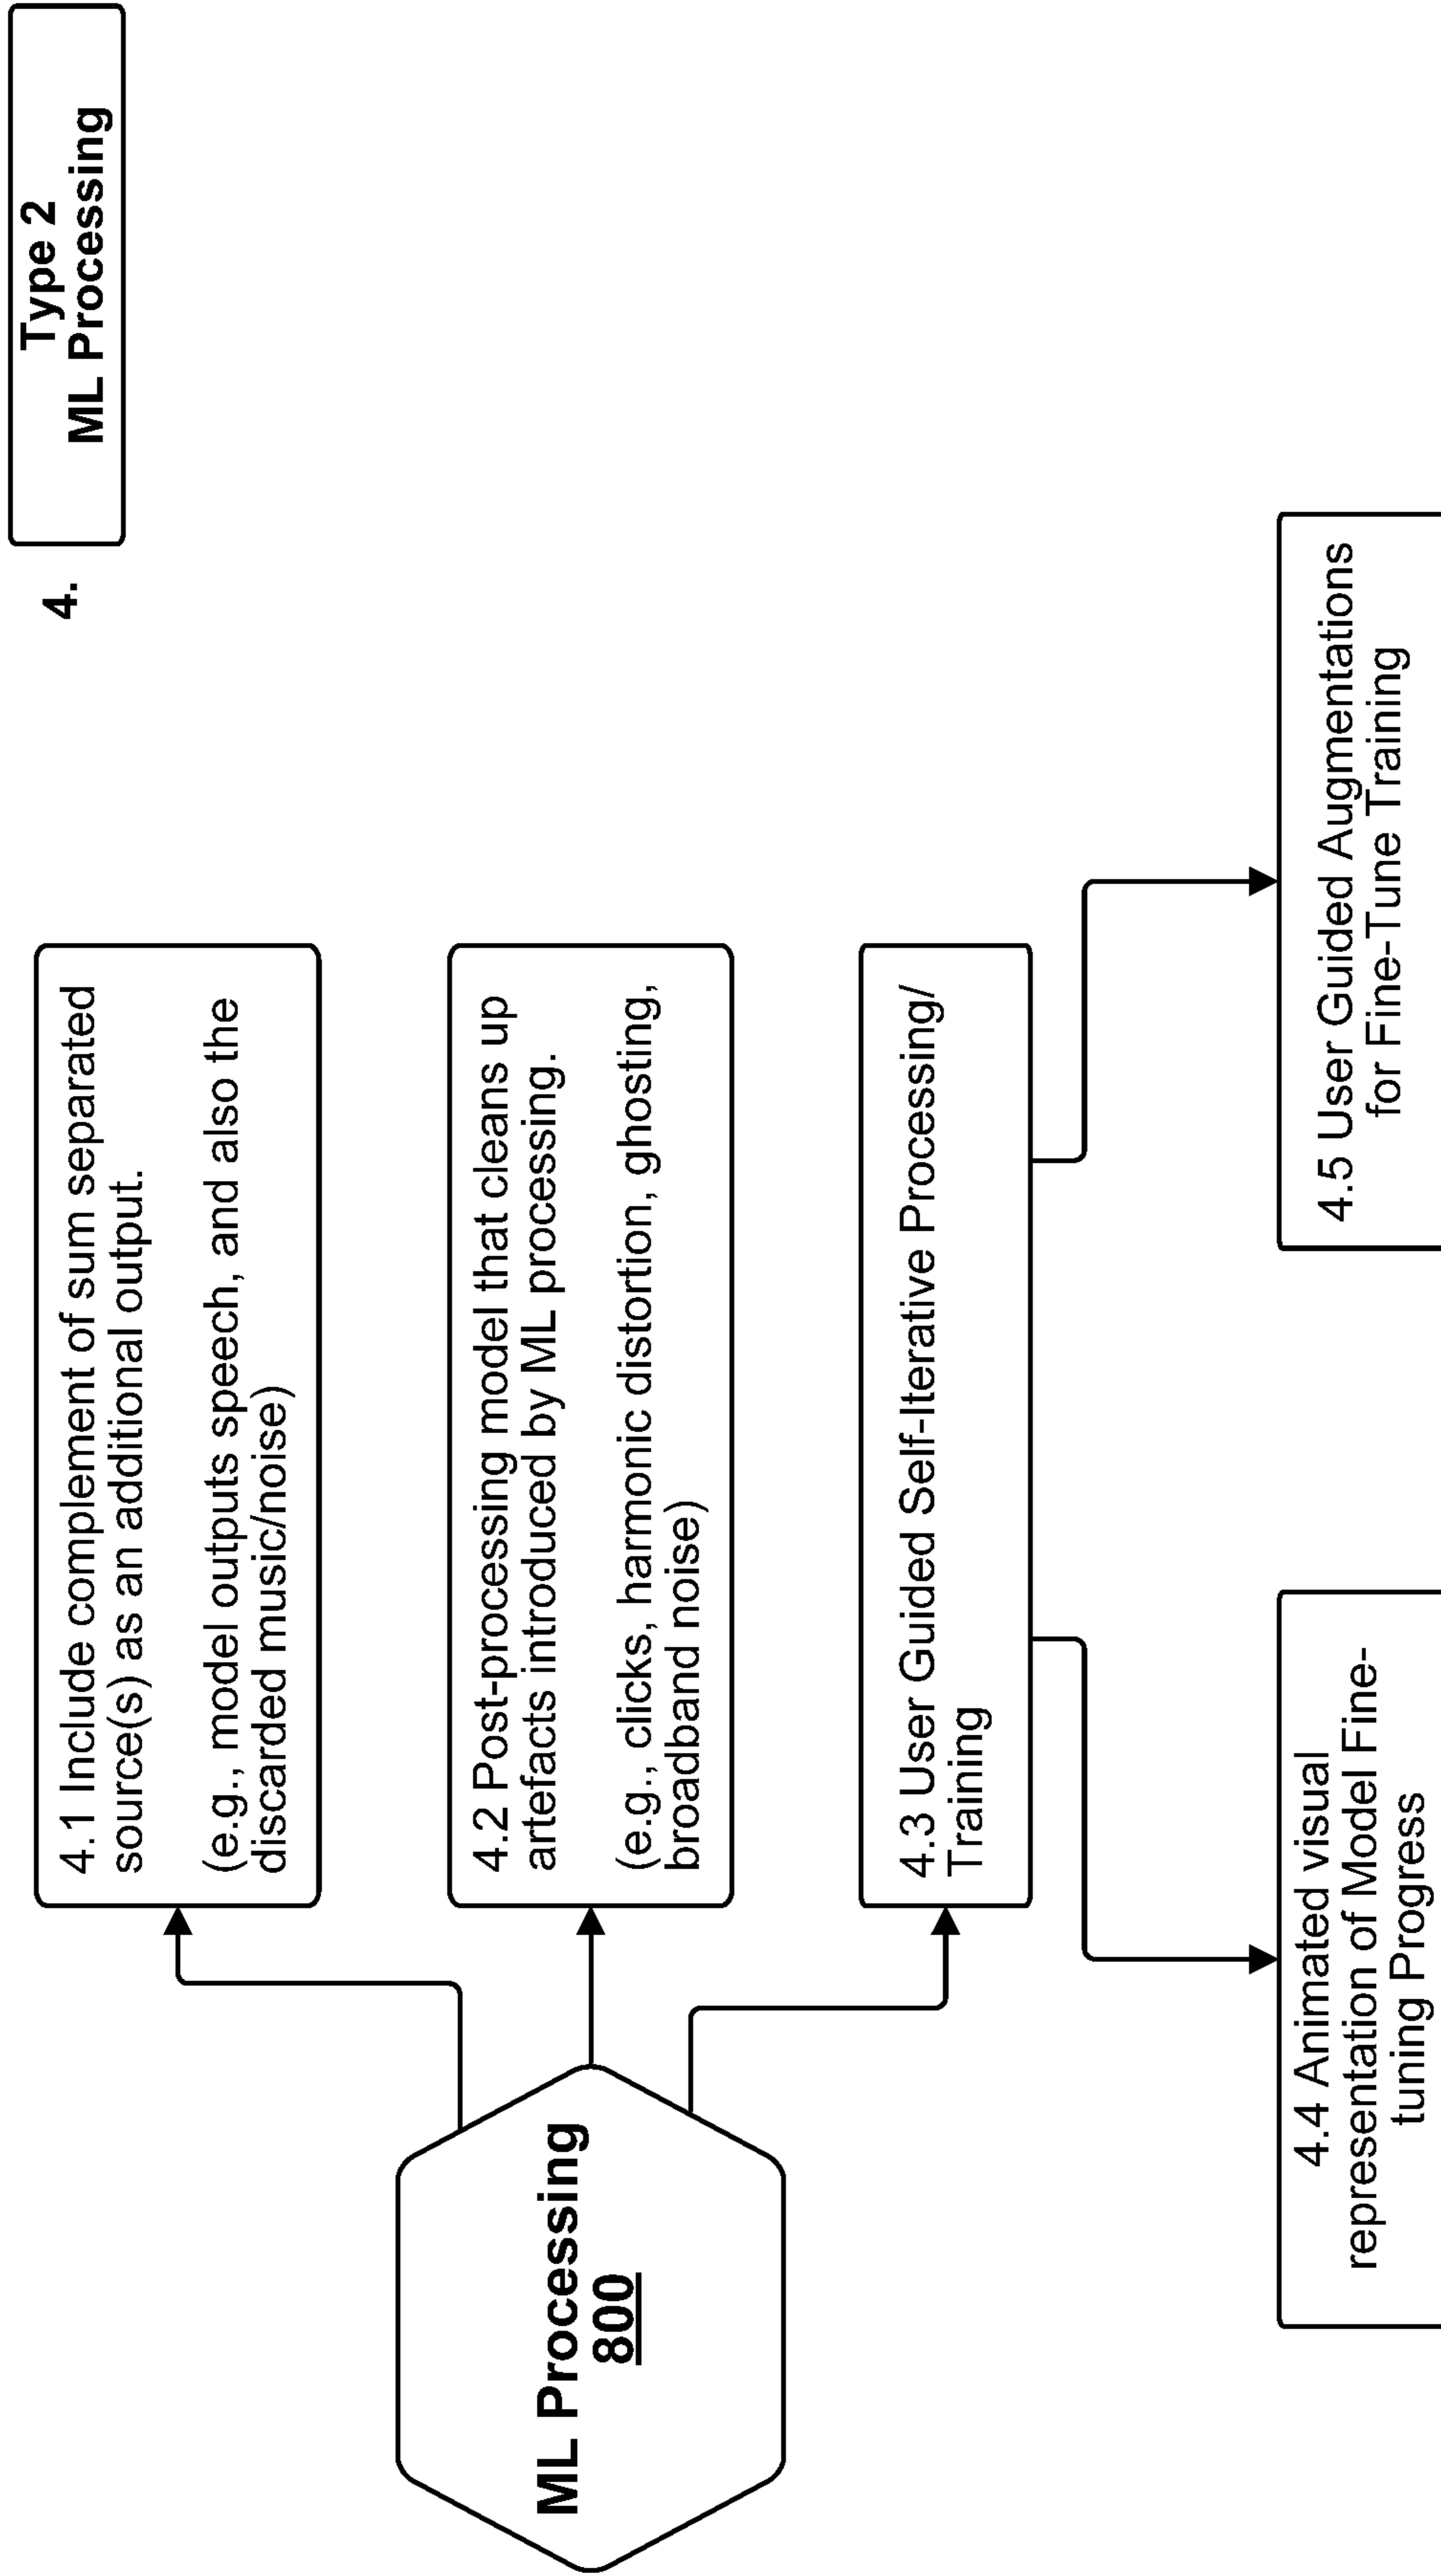 4.
Type 2
ML Processing
ML Processing
800
4.1 Include complement of sum separated
source(s) as an additional output.
(e.g., model outputs speech, and also the
discarded music/noise)
4.2 Post-processing model that cleans up
artefacts introduced by ML processing.
(e.g., clicks, harmonic distortion, ghosting,
broadband noise)
4.3 User Guided Self-Iterative Processing/
Training
4.4 Animated visual
representation of Model Fine-
tuning Progress
4.5 User Guided Augmentations
for Fine-Tune Training